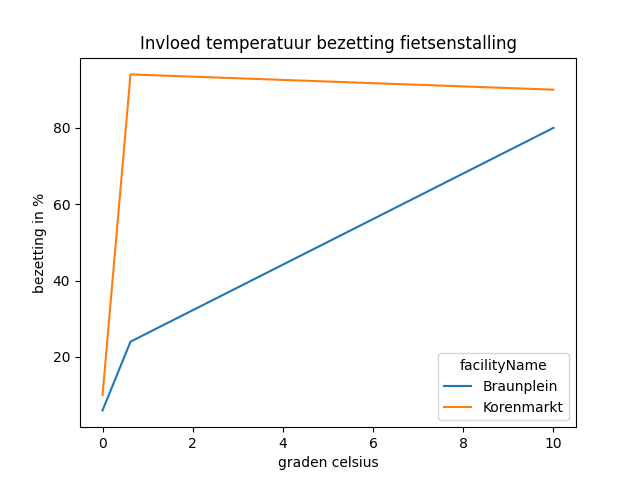 Invloed temperatuur bezetting fietsenstalling
bezetting in %
80
60
40
20
0 2 4 6 8 10
graden celsius
facilityName
Braunplein
Korenmarkt